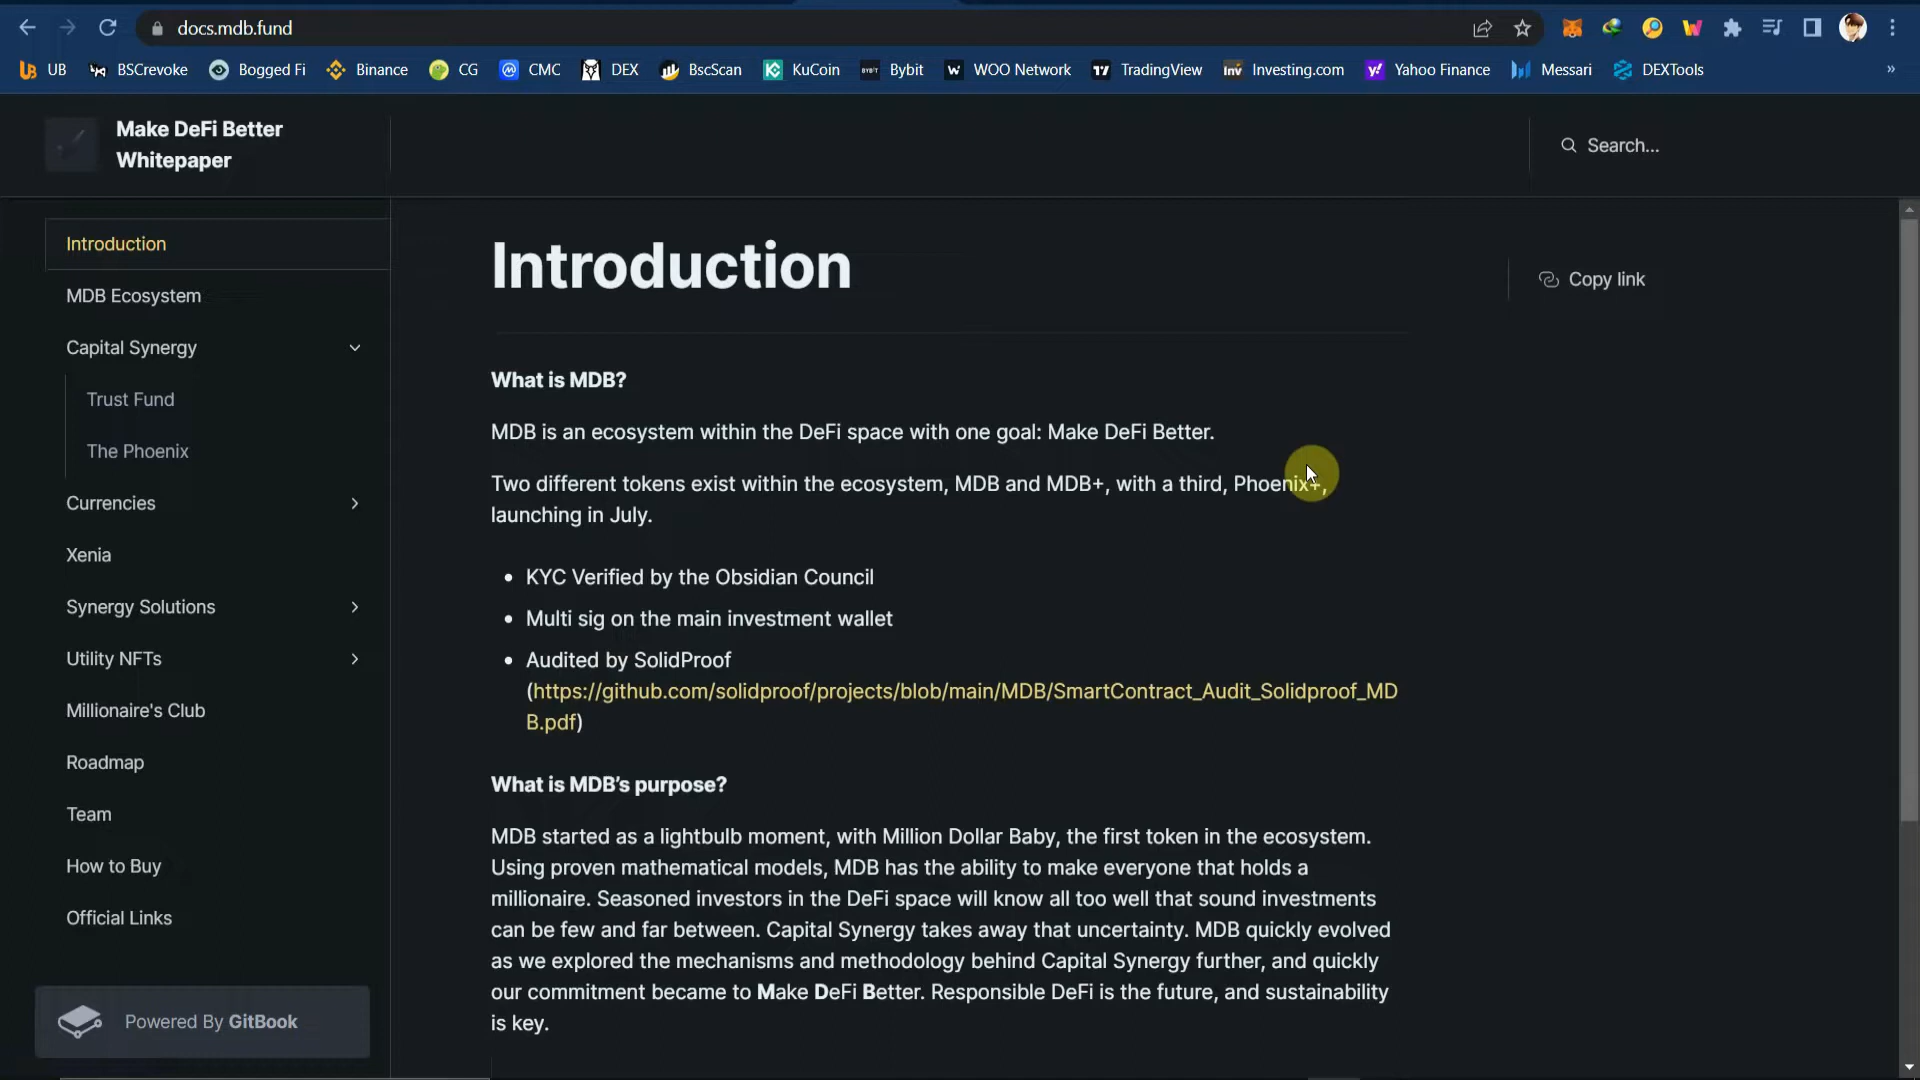 docs.mdb.fund
UB BSCrevoke Bogged Fi Binance CG CMC DEX BscScan KuCoin Bybit WOO Network TradingView Investing.com Yahoo Finance Messari DEXTools »
Make DeFi Better
Whitepaper
Search...
Introduction
MDB Ecosystem
Capital Synergy
Trust Fund
The Phoenix
Currencies
Xenia
Synergy Solutions
Utility NFTs
Millionaire's Club
Roadmap
Team
How to Buy
Official Links
Powered By GitBook
Introduction
Copy link
What is MDB?
MDB is an ecosystem within the DeFi space with one goal: Make DeFi Better.
Two different tokens exist within the ecosystem, MDB and MDB+, with a third, Phoenix+,
launching in July.
• KYC Verified by the Obsidian Council
• Multi sig on the main investment wallet
• Audited by SolidProof
(https://github.com/solidproof/projects/blob/main/MDB/SmartContract_Audit_Solidproof_MD
B.pdf)
What is MDB’s purpose?
MDB started as a lightbulb moment, with Million Dollar Baby, the first token in the ecosystem.
Using proven mathematical models, MDB has the ability to make everyone that holds a
millionaire. Seasoned investors in the DeFi space will know all too well that sound investments
can be few and far between. Capital Synergy takes away that uncertainty. MDB quickly evolved
as we explored the mechanisms and methodology behind Capital Synergy further, and quickly
our commitment became to Make DeFi Better. Responsible DeFi is the future, and sustainability
is key.